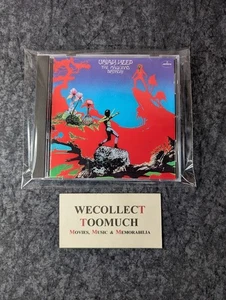 URIAH HEEP
THE MAGICIAN'S
BIRTHDAY
WECOLLECT
TOOMUCH
MOVIES, MUSIC & MEMORABILIA